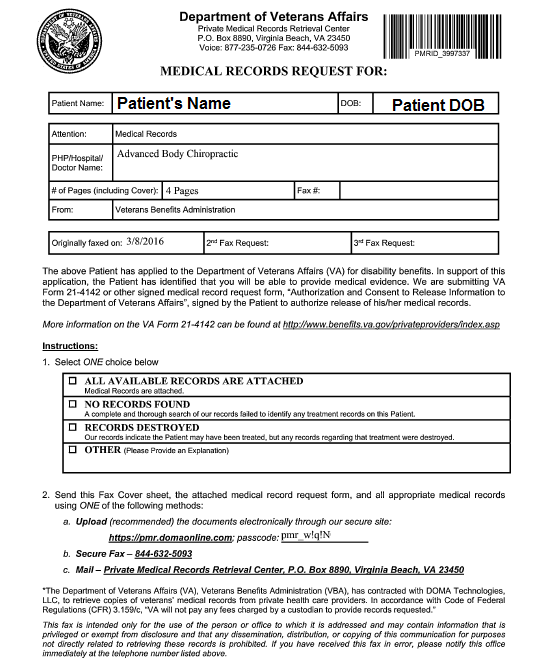 Department of Veterans Affairs
Private Medical Records Retrieval Center
P.O. Box 8890, Virginia Beach, VA 23450
Voice: 877-235-0726 Fax: 844-632-5093
PMRID_3997337
MEDICAL RECORDS REQUEST FOR:
Patient Name: Patient's Name DOB: Patient DOB
Attention: Medical Records
PHP/Hospital/
Doctor Name: Advanced Body Chiropractic
# of Pages (including Cover): 4 Pages Fax #:
From: Veterans Benefits Administration
Originally faxed on: 3/8/2016 2nd Fax Request: 3rd Fax Request:
The above Patient has applied to the Department of Veterans Affairs (VA) for disability benefits. In support of this
application, the Patient has identified that you will be able to provide medical evidence. We are submitting VA
Form 21-4142 or other signed medical record request form, “Authorization and Consent to Release Information to
the Department of Veterans Affairs”, signed by the Patient to authorize release of his/her medical records.
More information on the VA Form 21-4142 can be found at http://www.benefits.va.gov/privateproviders/index.asp
Instructions:
1. Select ONE choice below
ALL AVAILABLE RECORDS ARE ATTACHED
Medical Records are attached.
NO RECORDS FOUND
A complete and thorough search of our records failed to identify any treatment records on this Patient.
RECORDS DESTROYED
Our records indicate the Patient may have been treated, but any records regarding that treatment were destroyed.
OTHER (Please Provide an Explanation)
2. Send this Fax Cover sheet, the attached medical record request form, and all appropriate medical records
using ONE of the following methods:
a. Upload (recommended) the documents electronically through our secure site:
https://pmr.domaonline.com; passcode: pmr_w!q!N
b. Secure Fax – 844-632-5093
c. Mail – Private Medical Records Retrieval Center, P.O. Box 8890, Virginia Beach, VA 23450
*The Department of Veterans Affairs (VA), Veterans Benefits Administration (VBA), has contracted with DOMA Technologies,
LLC, to retrieve copies of veterans’ medical records from private health care providers. In accordance with Code of Federal
Regulations (CFR) 3.159/c, “VA will not pay any fees charged by a custodian to provide records requested.”
This fax is intended only for the use of the person or office to which it is addressed and may contain information that is
privileged or exempt from disclosure and that any dissemination, distribution, or copying of this communication for purposes
not directly related to retrieving these records is prohibited. If you have received this fax in error, please notify this office
immediately at the telephone number listed above.